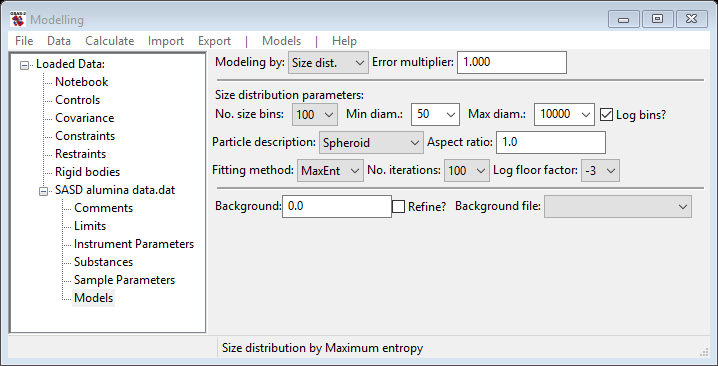 Modelling
File Data Calculate Import Export | Models | Help
Loaded Data:
Notebook
Controls
Covariance
Constraints
Restraints
Rigid bodies
SASD alumina data.dat
Comments
Limits
Instrument Parameters
Substances
Sample Parameters
Models
Modeling by: Size dist. Error multiplier: 1.000
Size distribution parameters:
No. size bins: 100 Min diam.: 50 Max diam.: 10000 Log bins?
Particle description: Spheroid Aspect ratio: 1.0
Fitting method: MaxEnt No. iterations: 100 Log floor factor: -3
Background: 0.0 Refine? Background file:
Size distribution by Maximum entropy